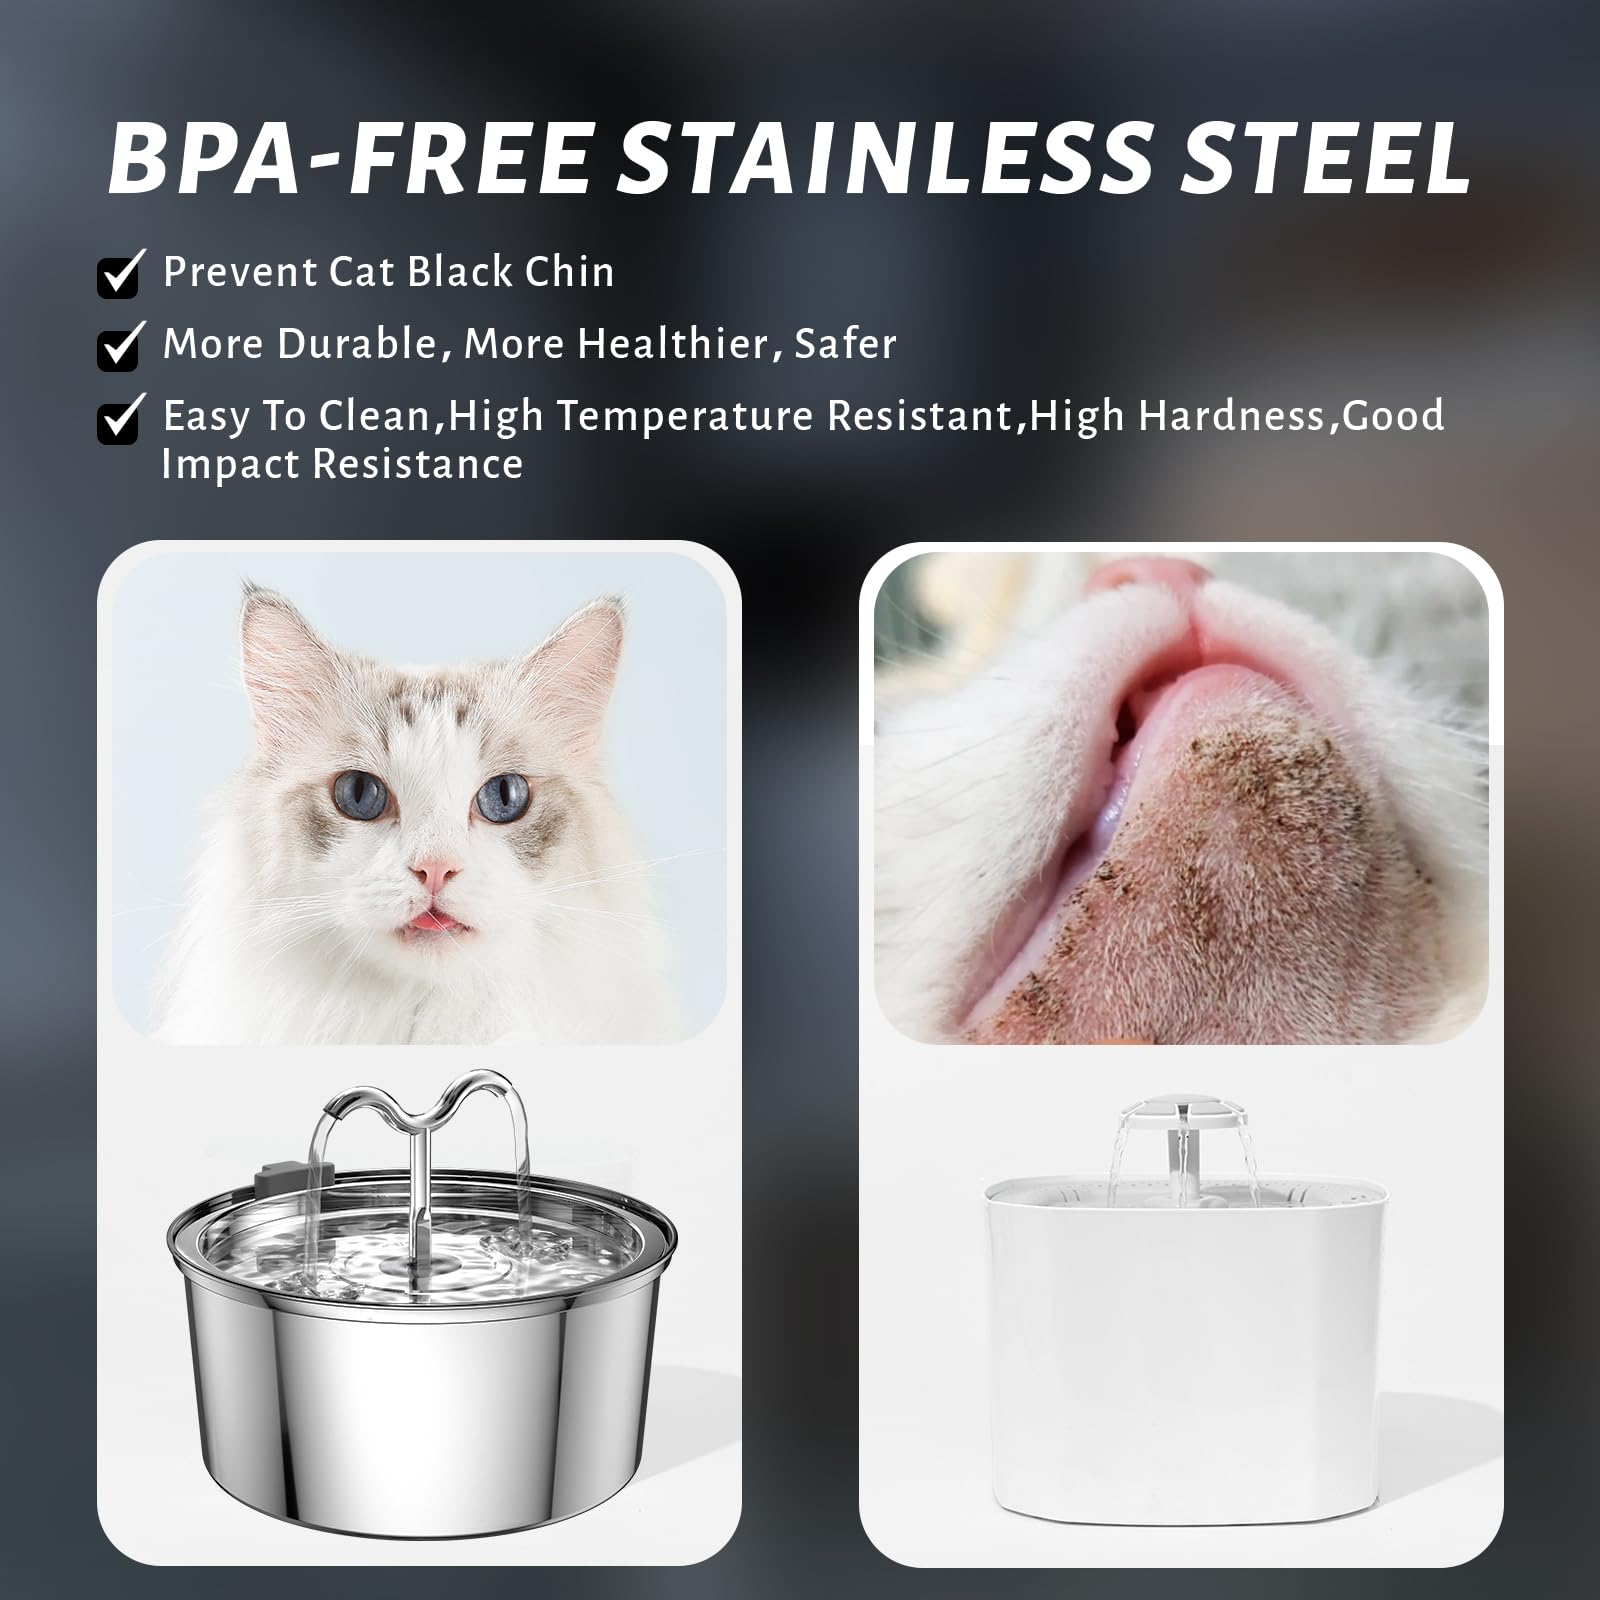 BPA-FREE STAINLESS STEEL
Prevent Cat Black Chin
More Durable, More Healthier, Safer
Easy To Clean,High Temperature Resistant,High Hardness,Good
Impact Resistance